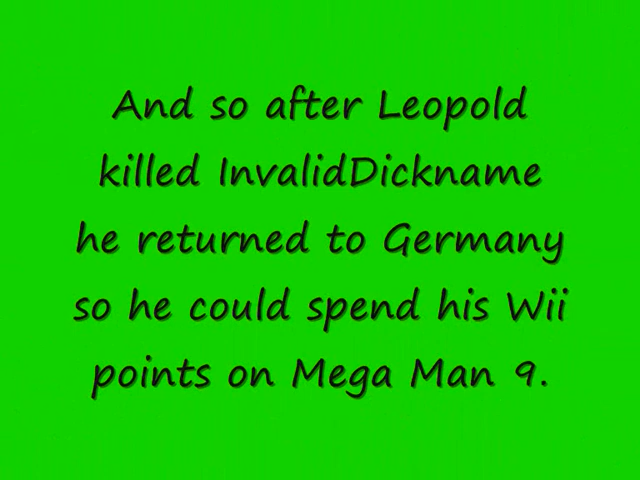 And so after Leopold
killed InvalidDickname
he returned to Germany
so he could spend his Wii
points on Mega Man 9.